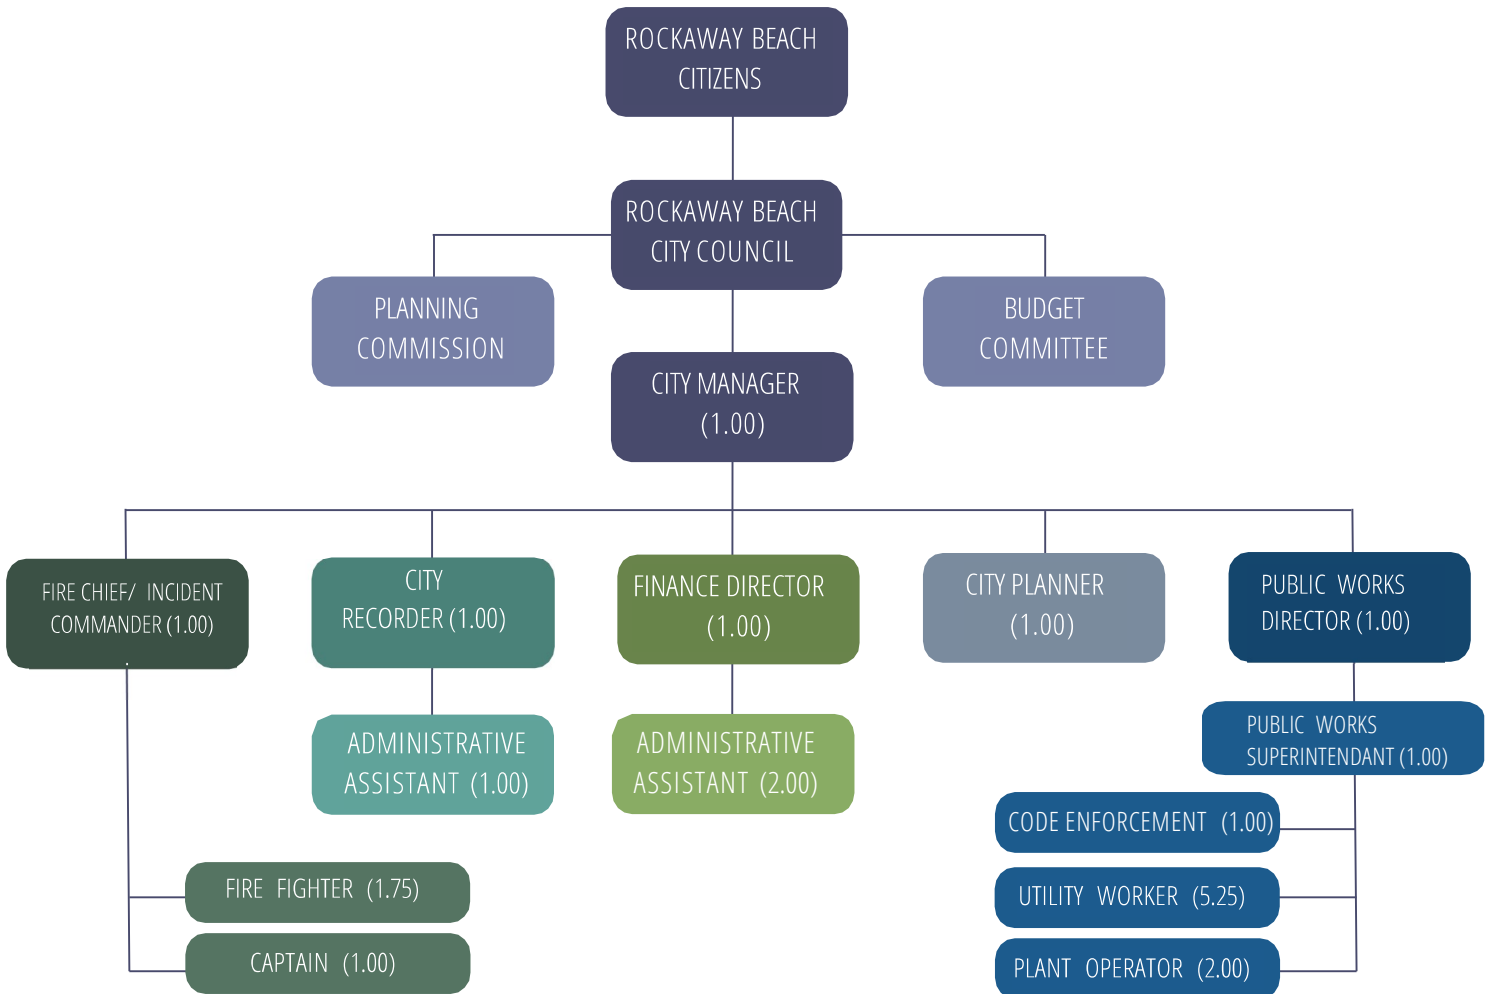 ROCKAWAY BEACH
CITIZENS
ROCKAWAY BEACH
CITY COUNCIL
PLANNING
COMMISSION
BUDGET
COMMITTEE
CITY MANAGER
(1.00)
FIRE CHIEF/ INCIDENT
COMMANDER (1.00)
.
CITY
RECORDER (1.00)
FINANCE DIRECTOR
(1.00)
CITY PLANNER
(1.00)
PUBLIC WORKS
DIRECTOR (1.00)
ADMINISTRATIVE
ASSISTANT (1.00)
ADMINISTRATIVE
ASSISTANT (2.00)
PUBLIC WORKS
SUPERINTENDANT (1.00)
CODE ENFORCEMENT (1.00)
FIRE FIGHTER (1.75)
UTILITY WORKER (5.25)
CAPTAIN (1.00)
PLANT OPERATOR (2.00)